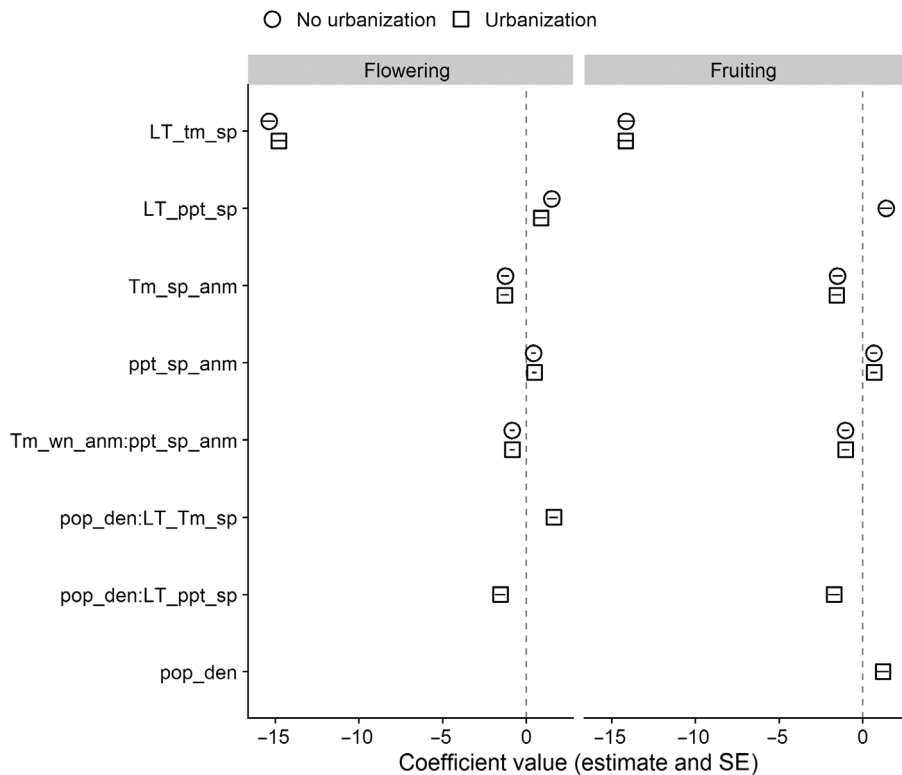 No urbanization Urbanization
Flowering Fruiting
LT_tm_sp
LT_ppt_sp
Tm_sp_anm
ppt_sp_anm
Tm_wn_anm:ppt_sp_anm
pop_den:LT_Tm_sp
pop_den:LT_ppt_sp
pop_den
−15 −10 −5 0 −15 −10 −5 0
Coefficient value (estimate and SE)